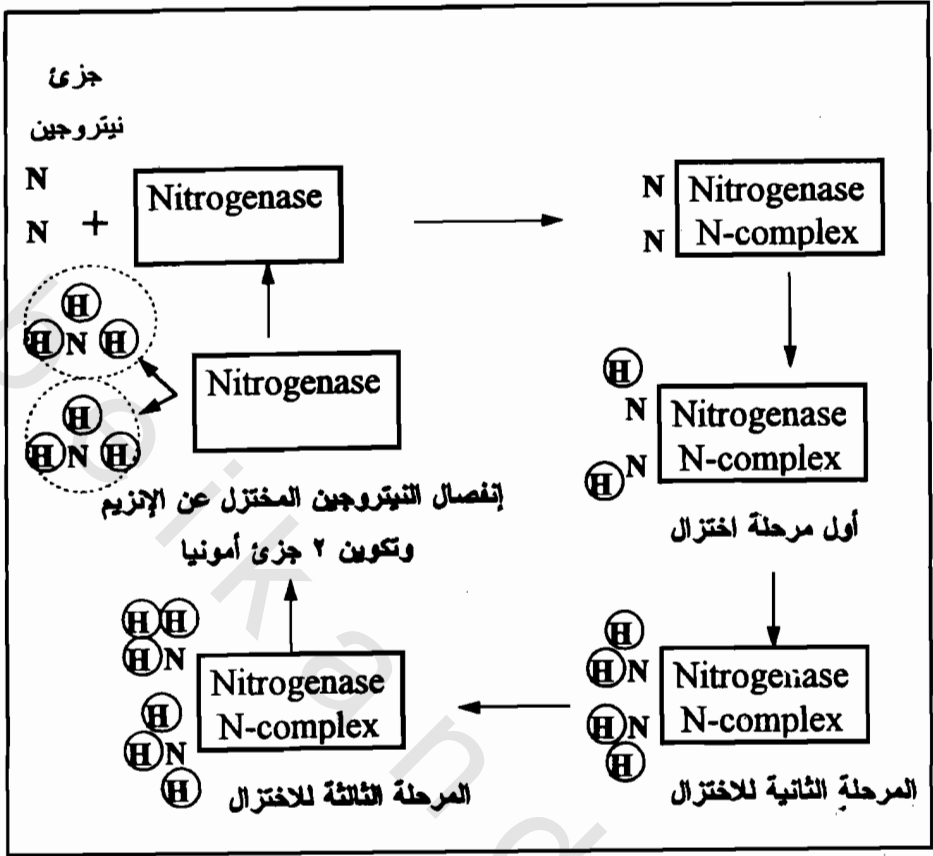 جزئ
نيتروجين
N
N + Nitrogenase
N Nitrogenase
N N-complex
H
H N H
H
H N H
Nitrogenase
إنفصال النيتروجين المختزل عن الإنزيم
وتكوين ٢ جزئ أمونيا
H
N Nitrogenase
H N N-complex
أول مرحلة اختزال
H
H N Nitrogenase
H N N-complex
H
المرحلة الثانية للاختزال
H H
H N Nitrogenase
H N-complex
H N
H
المرحلة الثالثة للاختزال